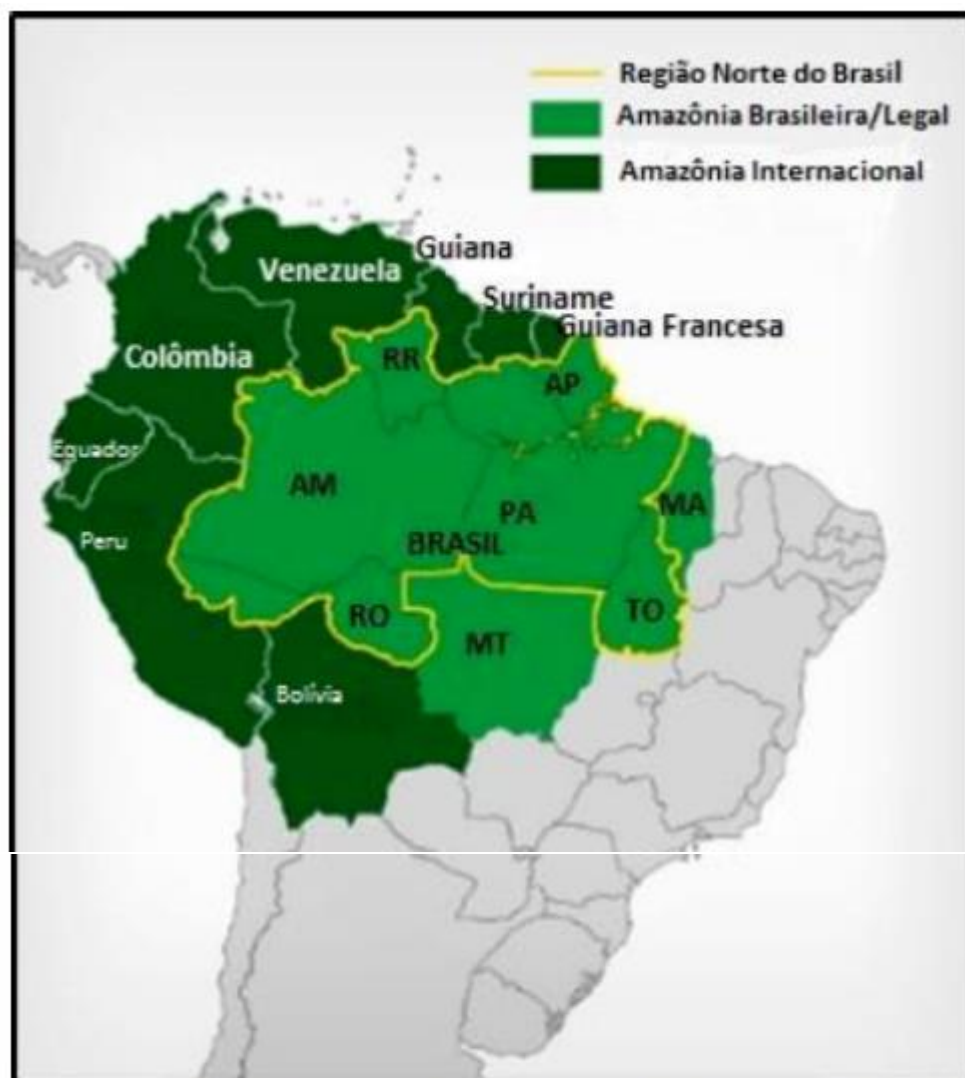 Região Norte do Brasil
Amazônia Brasileira/Legal
Amazônia Internacional
Guiana
Venezuela
Suriname
Guiana Francesa
Colômbia
RR
AP
Equador
AM
PA
MA
Peru
BRASIL
RO
TO
MT
Bolívia